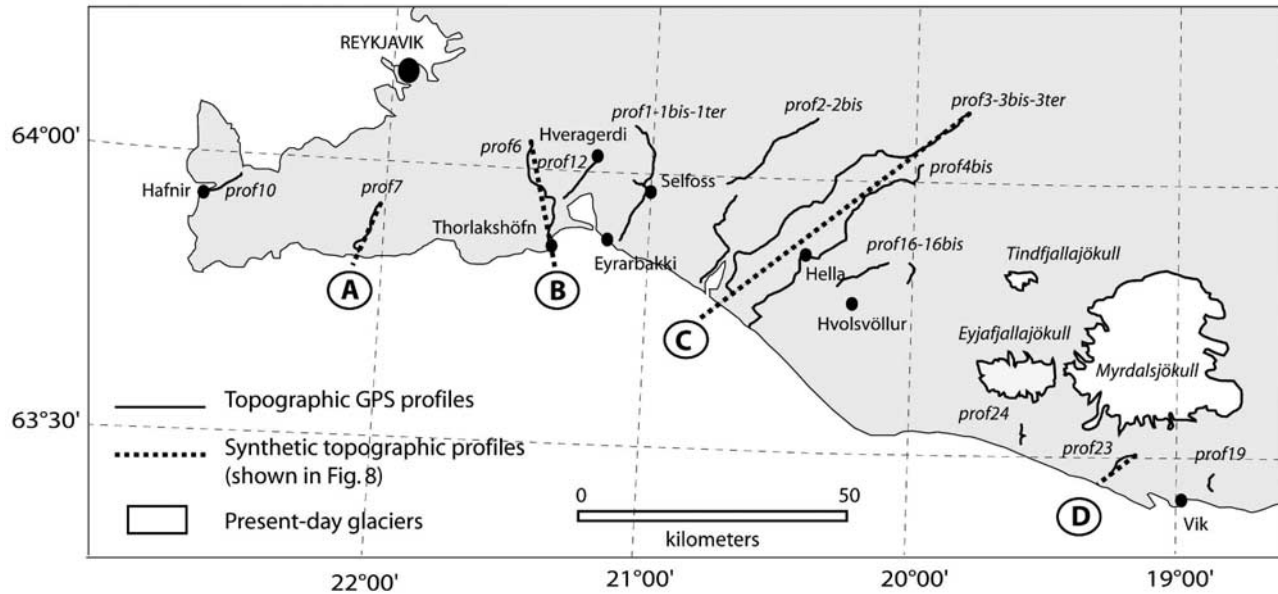 REYKJAVIK
prof1-1bis-1ter
prof2-2bis
prof3-3bis-3ter
64°00'
prof6
Hveragerdi
prof12
prof4bis
Hafnir
prof10
prof7
Selfoss
Thorlakshöfn
Eyrarbakki
prof16-16bis
Hella
Tindfjallajökull
A
B
C
Hvolsvöllur
Eyjafjallajökull
Myrdalsjökull
Topographic GPS profiles
63°30'
prof24
Synthetic topographic profiles
(shown in Fig. 8)
prof23
prof19
0
50
Present-day glaciers
kilometers
D
Vik
22°00'
21°00'
20°00'
19°00'